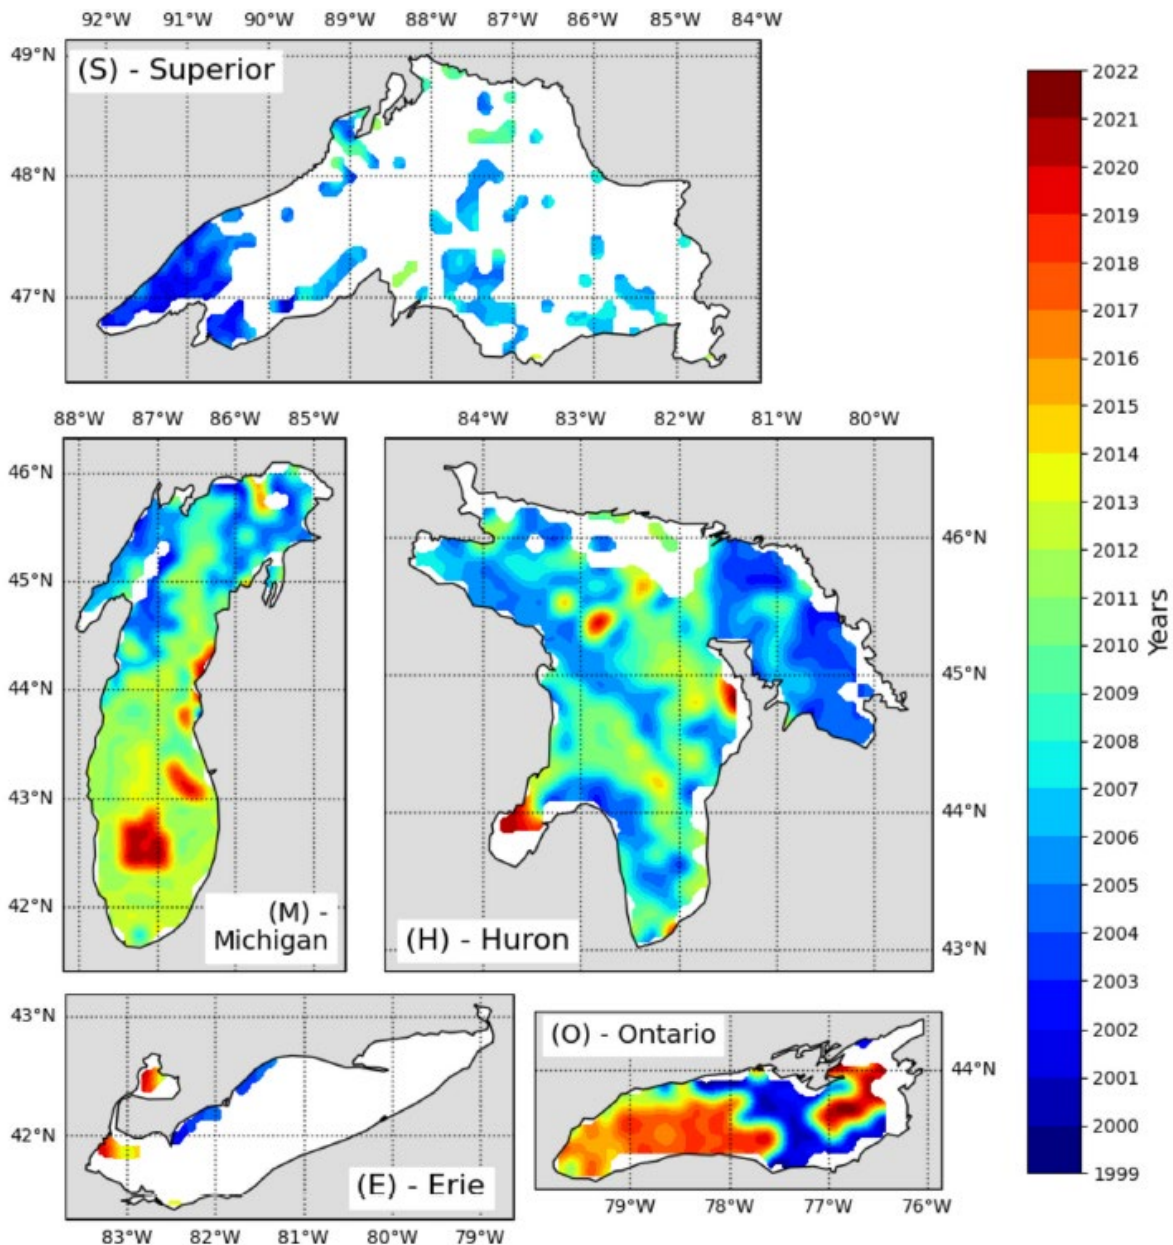 92°W 91°W 90°W 89°W 88°W 87°W 86°W 85°W 84°W
49°N
48°N
47°N
(S) - Superior
88°W 87°W 86°W 85°W
46°N
45°N
44°N
43°N
42°N
(M) -
Michigan
84°W 83°W 82°W 81°W 80°W
46°N
45°N
44°N
43°N
(H) - Huron
43°N
42°N
(E) - Erie
83°W 82°W 81°W 80°W 79°W
(O) - Ontario
44°N
79°W 78°W 77°W 76°W
2022
2021
2020
2019
2018
2017
2016
2015
2014
2013
2012
2011
2010
2009
2008
2007
2006
2005
2004
2003
2002
2001
2000
1999
Years